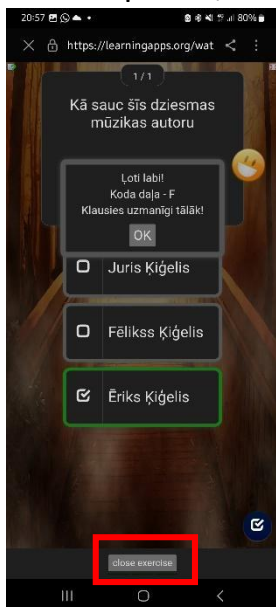 20:57
80%
https://learningapps.org/wat
1/1
Kā sauc šīs dziesmas
mūzikas autoru
Ļoti labi!
Koda daļa - F
Klausies uzmanīgi tālāk!
OK
Juris Ķiģelis
Fēlikss Ķiģelis
Ēriks Ķiģelis
close exercise